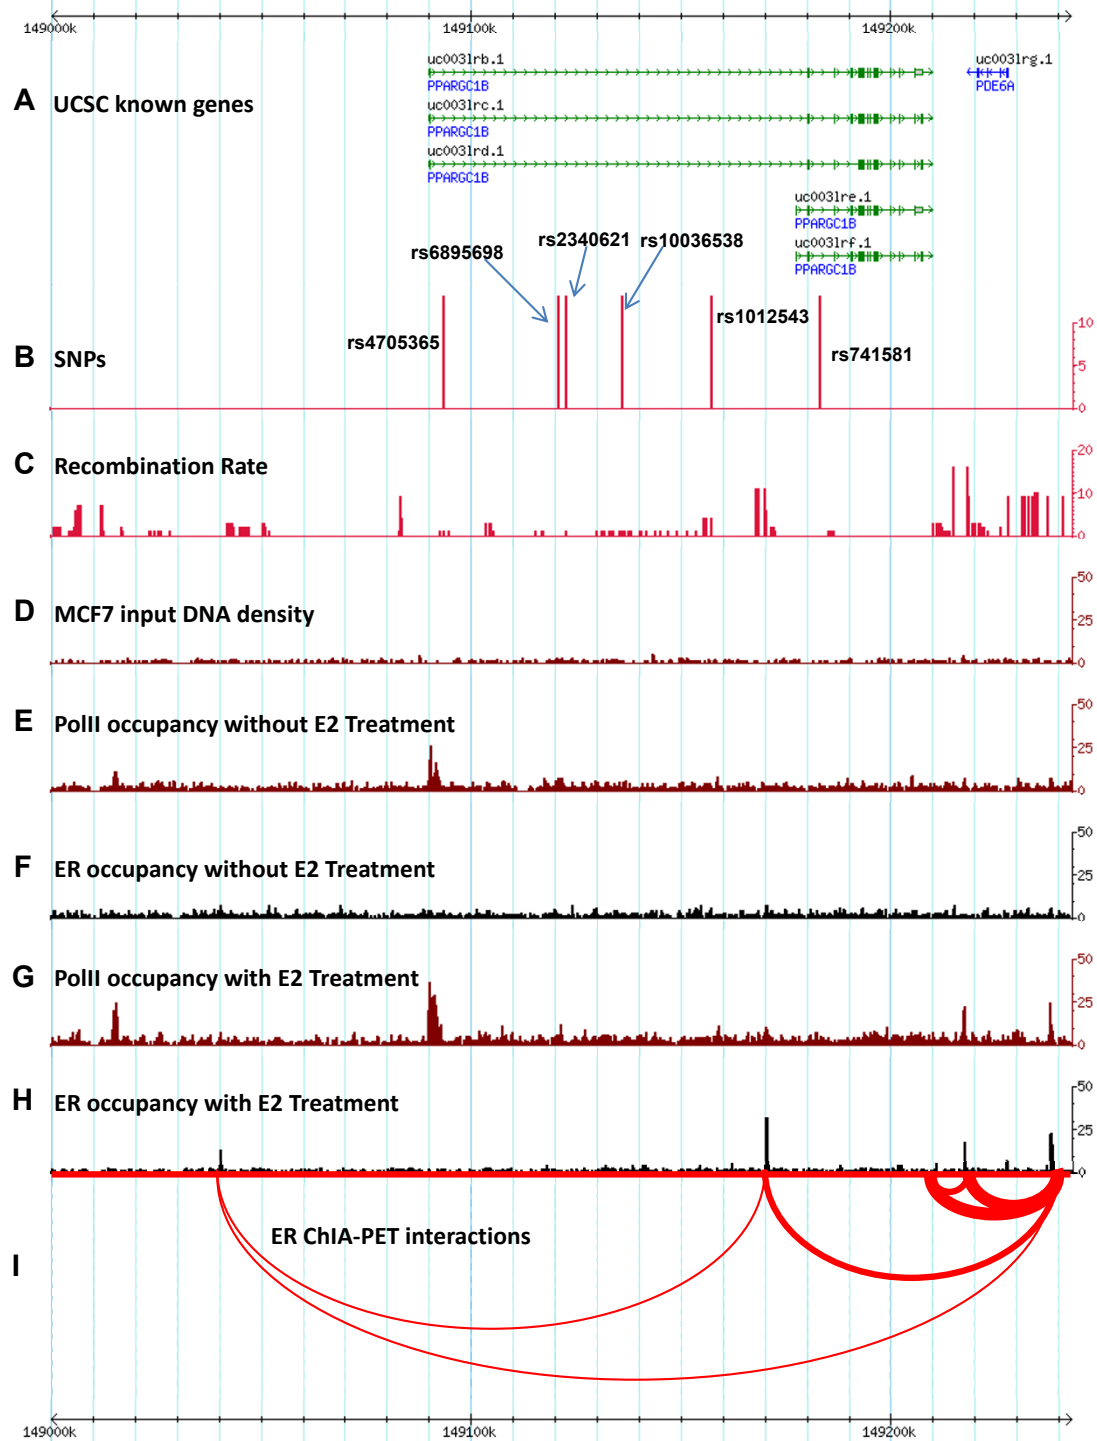 149000k 149100k 149200k
uc003lrb.1 uc003lrg.1
PPARGC1B PDE6A
A UCSC known genes
uc003lrc.1
PPARGC1B
uc003lrd.1
PPARGC1B
uc003lre.1
PPARGC1B
uc003lrf.1
PPARGC1B
rs6895698 rs2340621 rs10036538
rs4705365 rs1012543 rs741581
B SNPs
10
5
0
C Recombination Rate
20
10
0
D MCF7 input DNA density
50
25
0
E PolII occupancy without E2 Treatment
50
25
0
F ER occupancy without E2 Treatment
50
25
0
G PolII occupancy with E2 Treatment
50
25
0
H ER occupancy with E2 Treatment
50
25
0
I ER ChIA-PET interactions
149000k 149100k 149200k